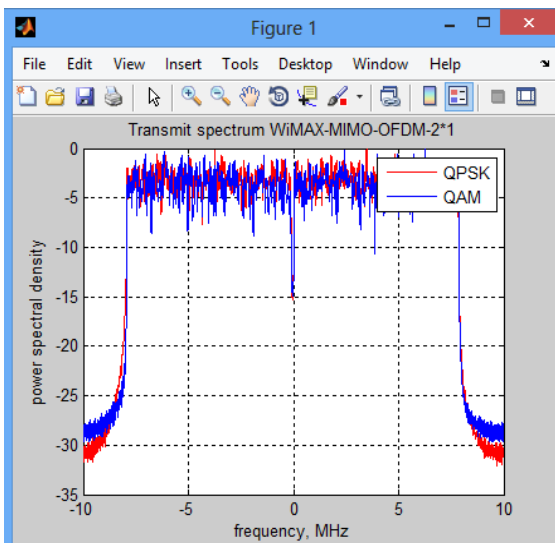 Figure 1
File Edit View Insert Tools Desktop Window Help
Transmit spectrum WiMAX-MIMO-OFDM-2*1
QPSK
QAM
power spectral density
0
-5
-10
-15
-20
-25
-30
-35
-10 -5 0 5 10
frequency, MHz